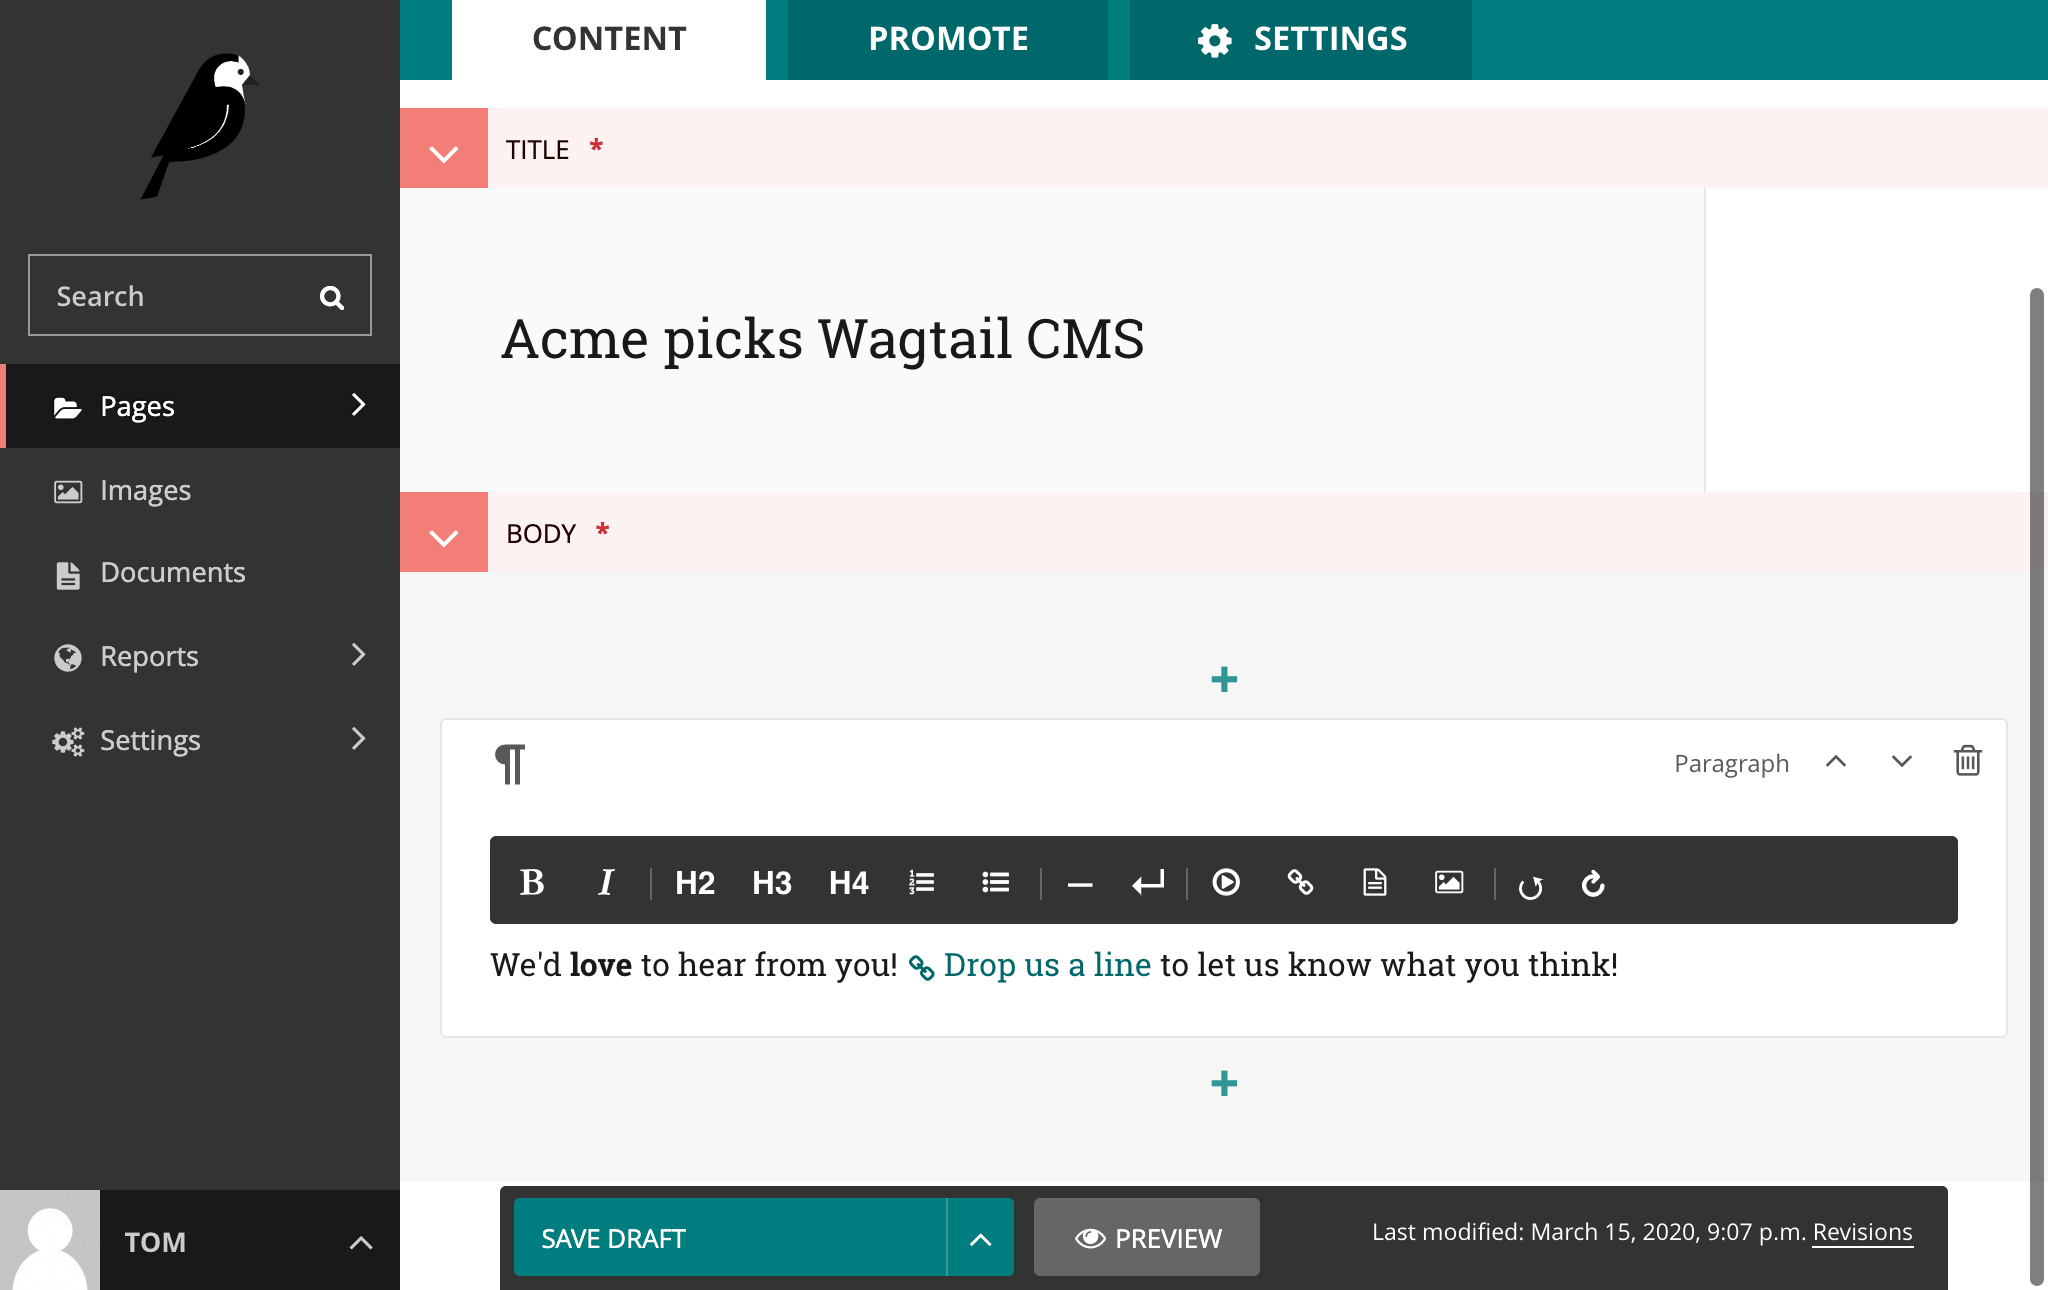 CONTENT
PROMOTE
SETTINGS
Search
Pages
Images
Documents
Reports
Settings
TOM
TITLE *
Acme picks Wagtail CMS
BODY *
Paragraph
B I H2 H3 H4
We'd love to hear from you! Drop us a line to let us know what you think!
SAVE DRAFT
PREVIEW
Last modified: March 15, 2020, 9:07 p.m. Revisions